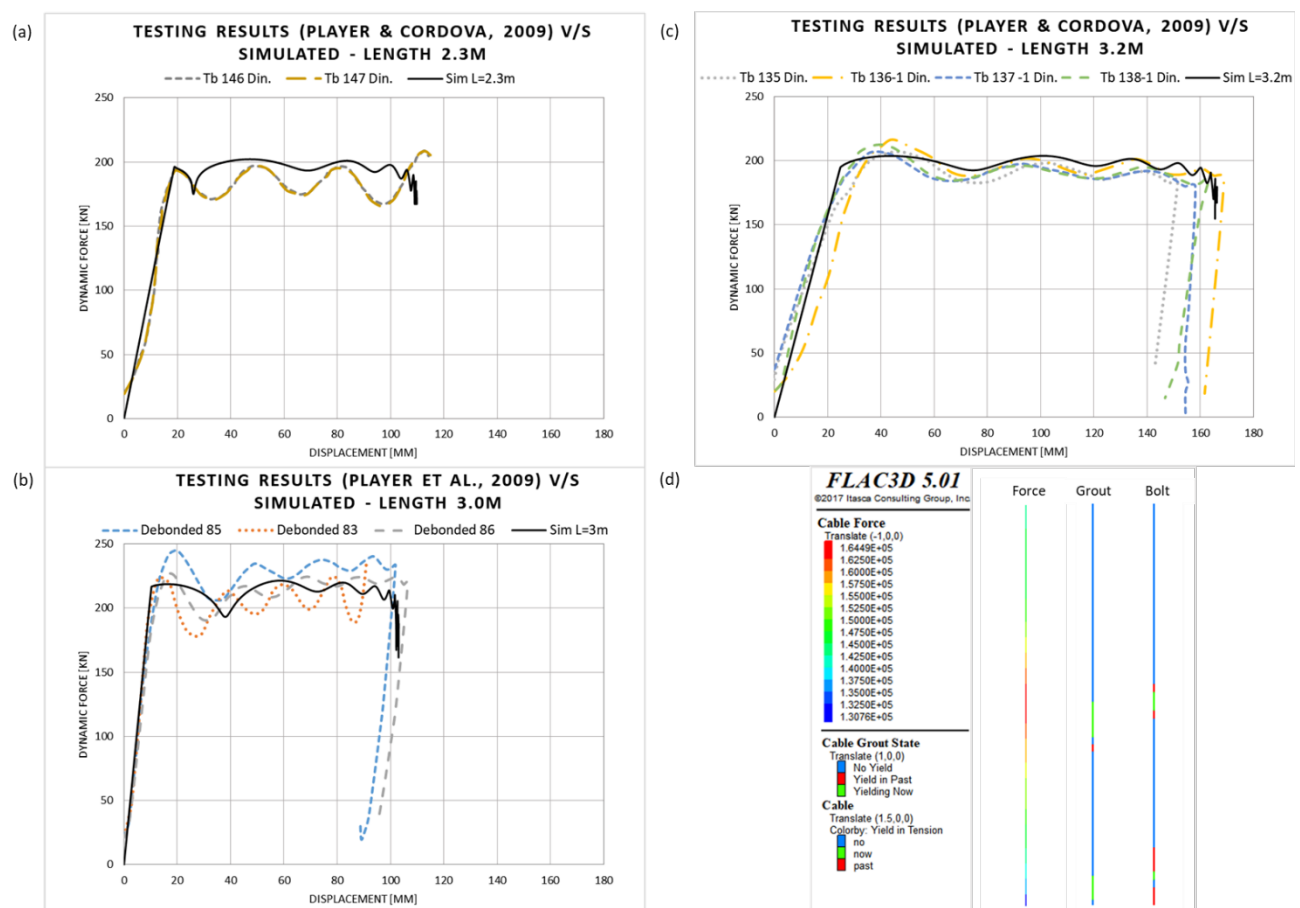 (a)
TESTING RESULTS (PLAYER & CORDOVA, 2009) V/S
SIMULATED - LENGTH 2.3M
Tb 146 Din. Tb 147 Din. Sim L=2.3m
250
200
150
100
50
0
DYNAMIC FORCE [KN]
0 20 40 60 80 100 120 140 160 180
DISPLACEMENT [MM]
(c)
TESTING RESULTS (PLAYER & CORDOVA, 2009) V/S
SIMULATED - LENGTH 3.2M
Tb 135 Din. Tb 136-1 Din. Tb 137 -1 Din. Tb 138-1 Din. Sim L=3.2m
250
200
150
100
50
0
DYNAMIC FORCE [KN]
0 20 40 60 80 100 120 140 160 180
DISPLACEMENT [MM]
(b)
TESTING RESULTS (PLAYER ET AL., 2009) V/S
SIMULATED - LENGTH 3.0M
Debonded 85 Debonded 83 Debonded 86 Sim L=3m
250
200
150
100
50
0
DYNAMIC FORCE [KN]
0 20 40 60 80 100 120 140 160 180
DISPLACEMENT [MM]
(d)
FLAC3D 5.01
©2017 Itasca Consulting Group, Inc
Cable Force
Translate (-1,0,0)
1.6449E+05
1.6250E+05
1.6000E+05
1.5750E+05
1.5500E+05
1.5250E+05
1.5000E+05
1.4750E+05
1.4500E+05
1.4250E+05
1.4000E+05
1.3750E+05
1.3500E+05
1.3250E+05
1.3076E+05
Cable Grout State
Translate (1,0,0)
No Yield
Yield in Past
Yielding Now
Cable
Translate (1.5,0,0)
Colorby: Yield in Tension
no
now
past
Force Grout Bolt